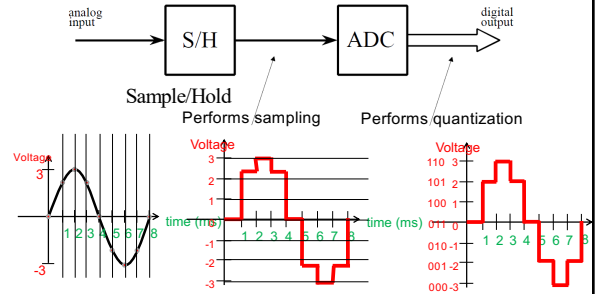 analog
input
digital
output
S/H
ADC
Sample/Hold
Performs sampling
Performs quantization
Voltage
3
1 2 3 4 5 6 7 8
-3
time (ms)
Voltage
3
2
1
0
1 2 3 4 5 6 7 8
-1
-2
-3
time (ms)
Voltage
110 3
101 2
100 1
011 0
1 2 3 4 5 6 7 8
010 -1
001 -2
000 -3